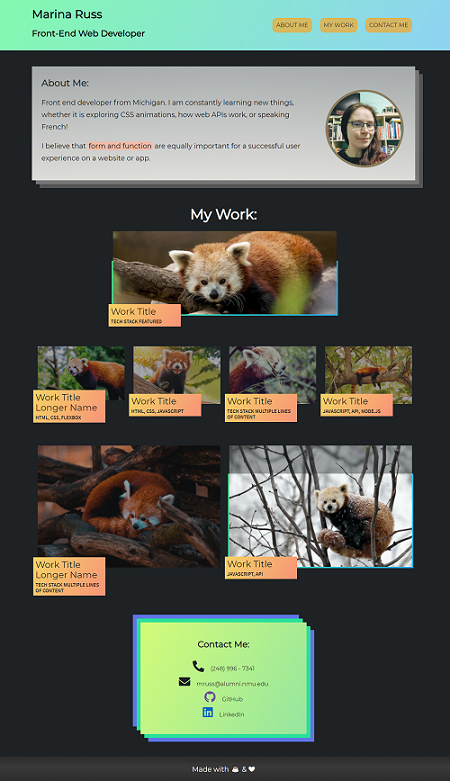 Marina Russ
Front-End Web Developer
ABOUT ME
MY WORK
CONTACT ME
About Me:
Front end developer from Michigan. I am constantly learning new things,
whether it is exploring CSS animations, how web APIs work, or speaking
French!
I believe that form and function are equally important for a successful user
experience on a website or app.
My Work:
Work Title
TECH STACK FEATURED
Work Title
Longer Name
HTML, CSS, FLEXBOX
Work Title
HTML, CSS, JAVASCRIPT
Work Title
TECH STACK MULTIPLE LINES
OF CONTENT
Work Title
JAVASCRIPT, API, NODE.JS
Work Title
Longer Name
TECH STACK MULTIPLE LINES
OF CONTENT
Work Title
JAVASCRIPT, API
Contact Me:
(248) 996 - 7341
mruss@alumni.nmu.edu
GitHub
LinkedIn
Made with ☕ & ♥